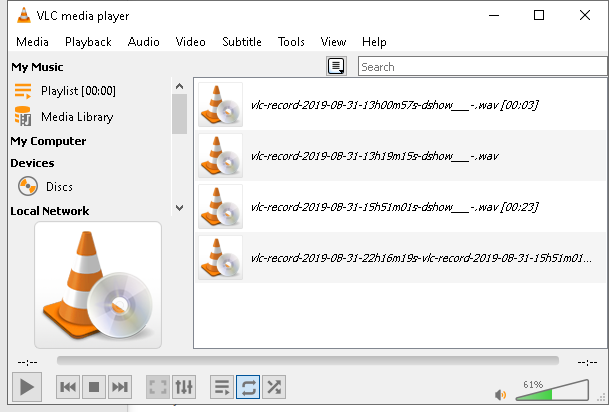 VLC media player
Media Playback Audio Video Subtitle Tools View Help
My Music
Search
Playlist [00:00]
Media Library
My Computer
Devices
Discs
Local Network
vlc-record-2019-08-31-13h00m57s-dshow___-,wav [00:03]
vlc-record-2019-08-31-13h19m15s-dshow___-,wav
vlc-record-2019-08-31-15h51m01s-dshow___-,wav [00:23]
vlc-record-2019-08-31-22h16m19s-vlc-record-2019-08-31-15h51m01...
--:-- --:--
61%